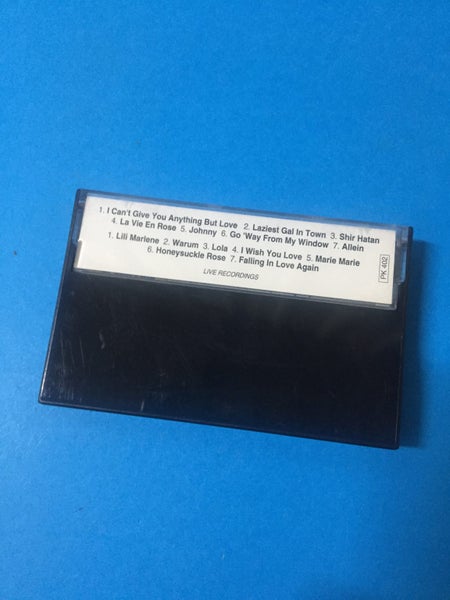 1. I Can't Give You Anything But Love 2. Laziest Gal In Town 3. Shir Hatan
4. La Vie En Rose 5. Johnny 6. Go 'Way From My Window 7. Allein
1. Lili Marlene 2. Warum 3. Lola 4. I Wish You Love 5. Marie Marie
6. Honeysuckle Rose 7. Falling In Love Again
LIVE RECORDINGS
PK 402